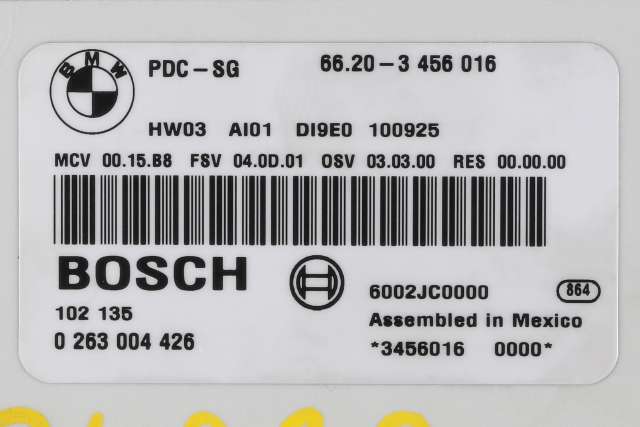 BMW
PDC-SG 66.20-3 456 016
HW03 AI01 DI9E0 100925
MCV 00.15.B8 FSV 04.0D.01 OSV 03.03.00 RES 00.00.00
BOSCH
6002JC0000 864
102 135
Assembled in Mexico
0 263 004 426
*3456016 0000*